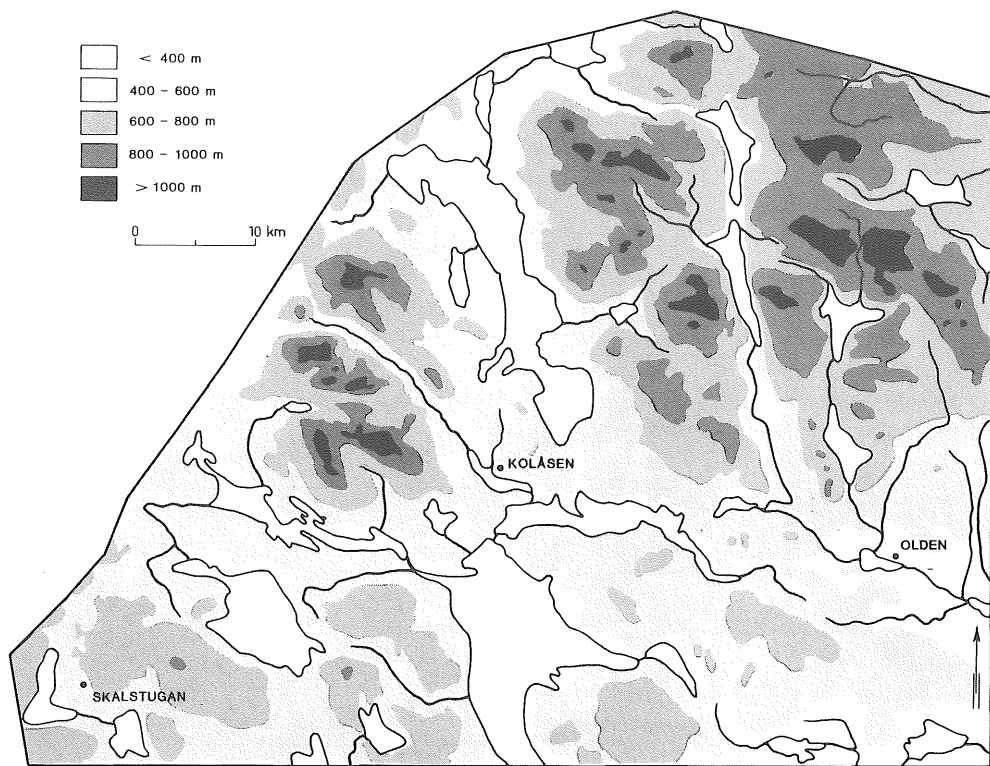 < 400 m
400 – 600 m
600 – 800 m
800 – 1000 m
> 1000 m
0 10 km
KOLÅSEN
OLDEN
SKALSTUGAN